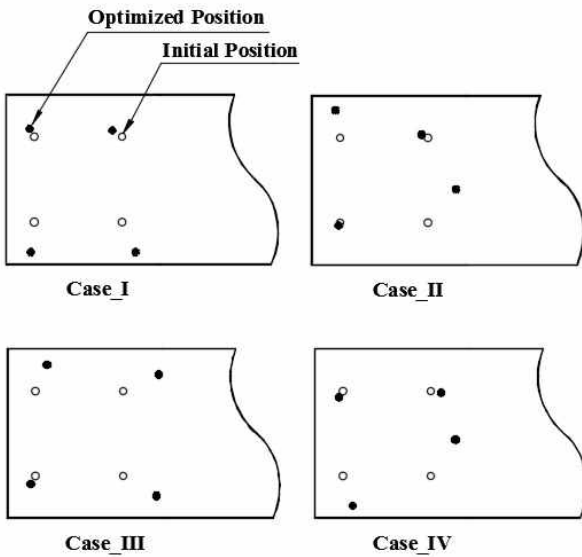 Optimized Position
Initial Position
Case_I
Case_II
Case_III
Case_IV